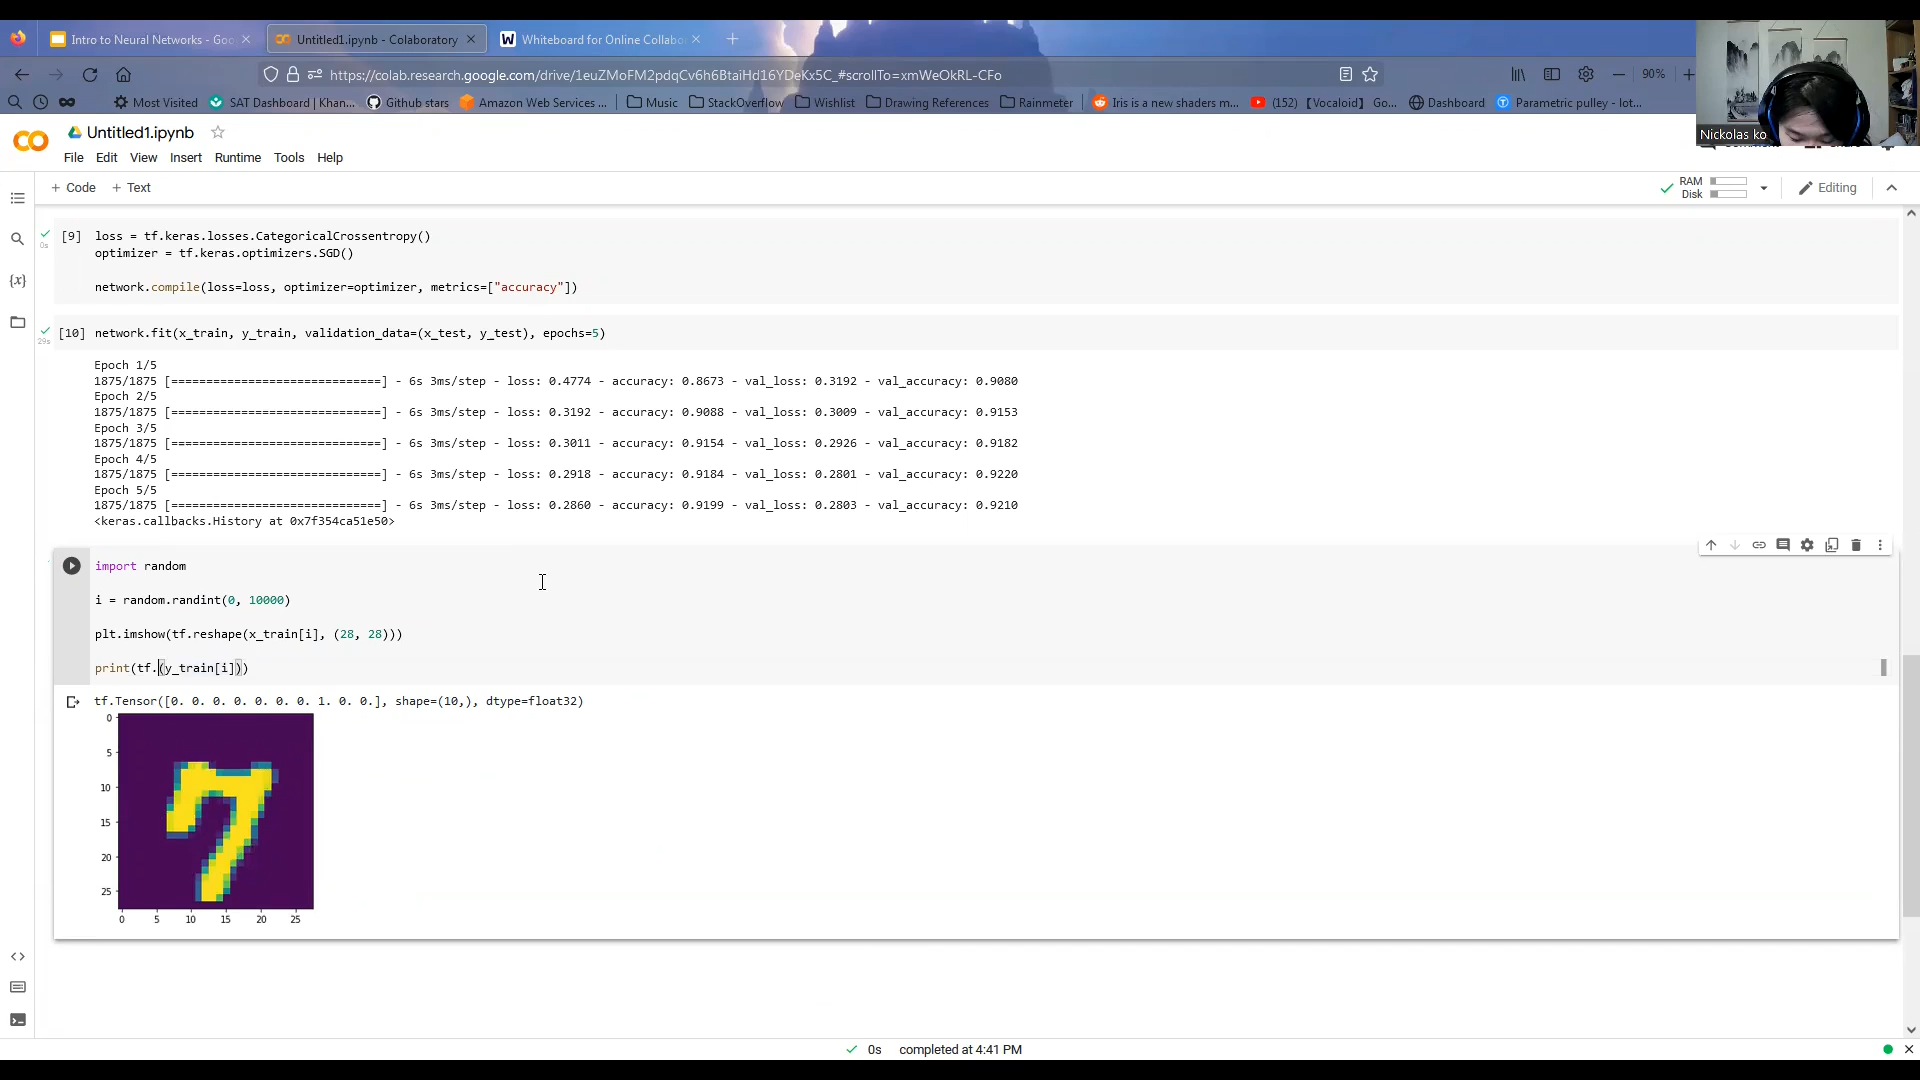 Intro to Neural Networks - Goo
Untitled1.ipynb - Colaboratory
Whiteboard for Online Collabo
https://colab.research.google.com/drive/1euZMoFM2pdqCv6h6BtaiHd16YDeKx5C_#scrollTo=xmWeOkRL-CFo
90%
Most Visited
SAT Dashboard | Khan...
Github stars
Amazon Web Services ...
Music
StackOverflow
Wishlist
Drawing References
Rainmeter
Iris is a new shaders m...
(152) 【Vocaloid】 Go...
Dashboard
Parametric pulley - lot...
Nickolas ko
Untitled1.ipynb
File Edit View Insert Runtime Tools Help
+ Code + Text
RAM
Disk
Editing
[9] loss = tf.keras.losses.CategoricalCrossentropy()
0s
optimizer = tf.keras.optimizers.SGD()
network.compile(loss=loss, optimizer=optimizer, metrics=["accuracy"])
{x}
[10] network.fit(x_train, y_train, validation_data=(x_test, y_test), epochs=5)
29s
Epoch 1/5
1875/1875 [==============================] - 6s 3ms/step - loss: 0.4774 - accuracy: 0.8673 - val_loss: 0.3192 - val_accuracy: 0.9080
Epoch 2/5
1875/1875 [==============================] - 6s 3ms/step - loss: 0.3192 - accuracy: 0.9088 - val_loss: 0.3009 - val_accuracy: 0.9153
Epoch 3/5
1875/1875 [==============================] - 6s 3ms/step - loss: 0.3011 - accuracy: 0.9154 - val_loss: 0.2926 - val_accuracy: 0.9182
Epoch 4/5
1875/1875 [==============================] - 6s 3ms/step - loss: 0.2918 - accuracy: 0.9184 - val_loss: 0.2801 - val_accuracy: 0.9220
Epoch 5/5
1875/1875 [==============================] - 6s 3ms/step - loss: 0.2860 - accuracy: 0.9199 - val_loss: 0.2803 - val_accuracy: 0.9210
<keras.callbacks.History at 0x7f354ca51e50>
import random
i = random.randint(0, 10000)
plt.imshow(tf.reshape(x_train[i], (28, 28)))
print(tf.(y_train[i]))
tf.Tensor([0. 0. 0. 0. 0. 0. 0. 1. 0. 0.], shape=(10,), dtype=float32)
0
5
10
15
20
25
7
0 5 10 15 20 25
0s completed at 4:41 PM